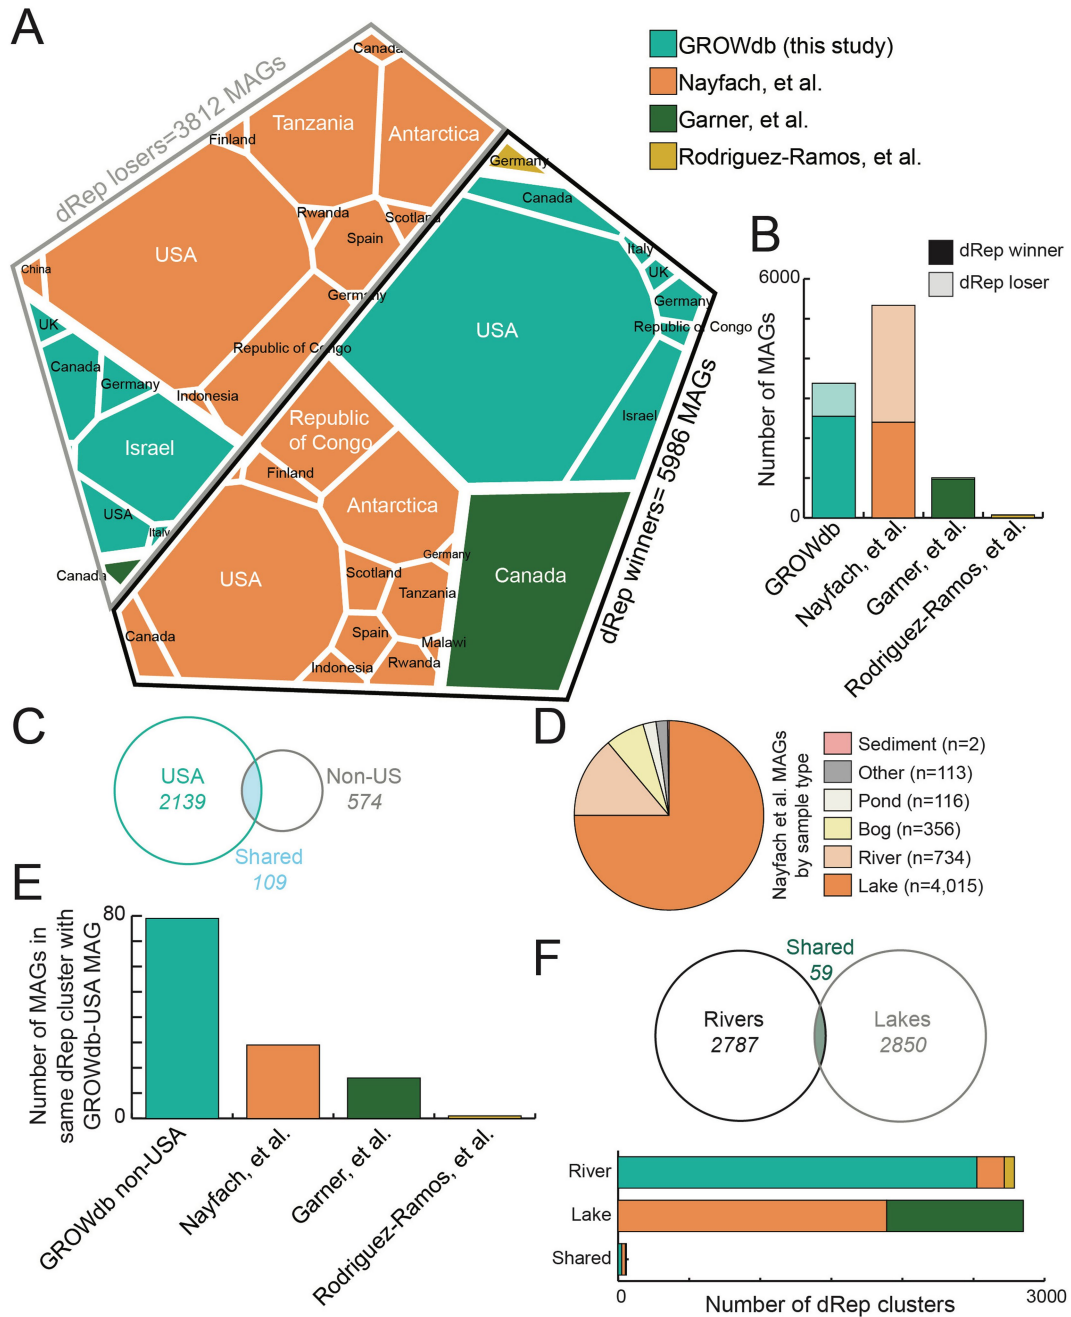 A
dRep losers=3812 MAGs
Canada
Tanzania
Antarctica
Finland
Rwanda
Scotland
Spain
USA
China
Germany
Republic of Congo
Indonesia
UK
Canada
Germany
Israel
USA
Italy
Canada
Germany
Canada
Italy
UK
Germany
Republic of Congo
USA
Israel
Republic
of Congo
Finland
Antarctica
USA
Germany
Scotland
Tanzania
Canada
Spain
Malawi
Indonesia
Rwanda
Canada
dRep winners= 5986 MAGs
GROWdb (this study)
Nayfach, et al.
Garner, et al.
Rodriguez-Ramos, et al.
B
dRep winner
dRep loser
6000
0
Number of MAGs
GROWdb
Nayfach, et al.
Garner, et al.
Rodriguez-Ramos, et al.
C
USA
2139
Non-US
574
Shared
109
D
Nayfach et al. MAGs
by sample type
Sediment (n=2)
Other (n=113)
Pond (n=116)
Bog (n=356)
River (n=734)
Lake (n=4,015)
E
Number of MAGs in
same dRep cluster with
GROWdb-USA MAG
80
0
GROWdb non-USA
Nayfach, et al.
Garner, et al.
Rodriguez-Ramos, et al.
F
Shared
59
Rivers
2787
Lakes
2850
River
Lake
Shared
0
3000
Number of dRep clusters